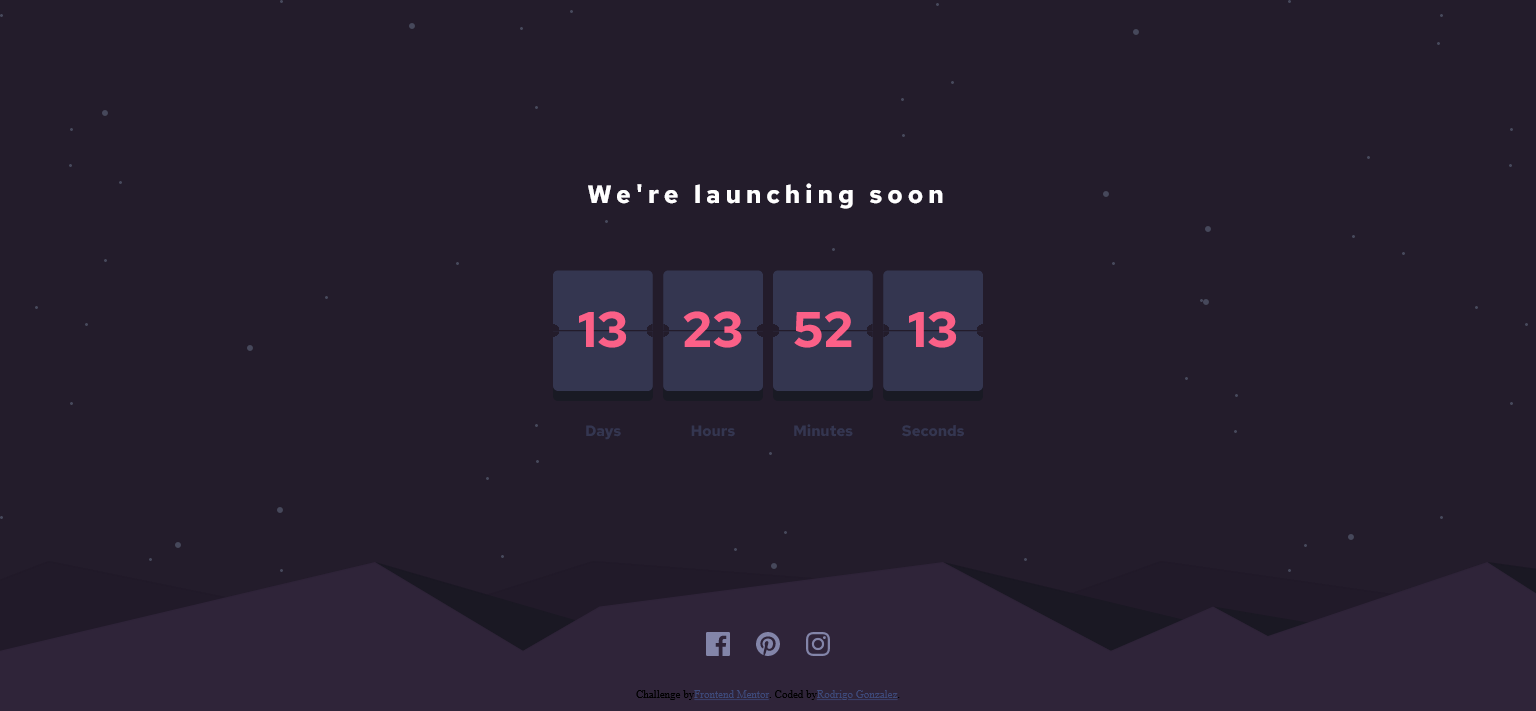 We're launching soon
13 23 52 13
Days Hours Minutes Seconds
Challenge by Frontend Mentor. Coded by Rodrigo Gonzalez.